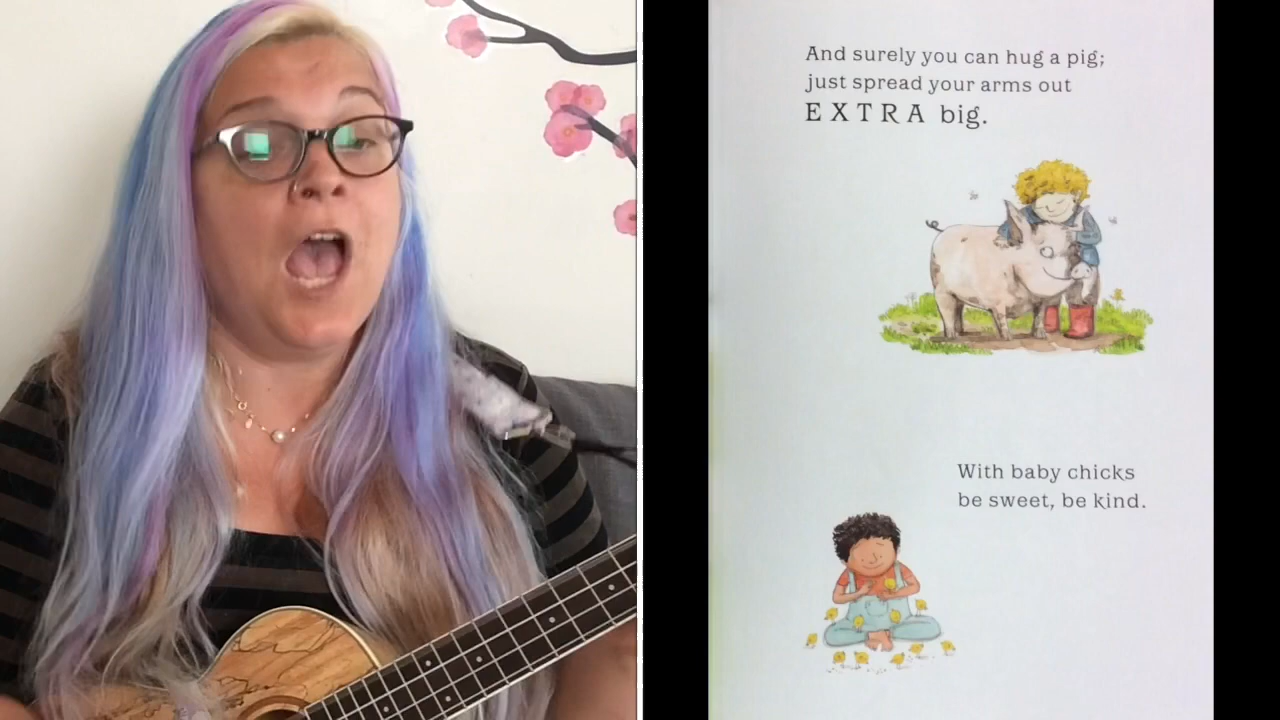 And surely you can hug a pig;
just spread your arms out
EXTRA big.
With baby chicks
be sweet, be kind.